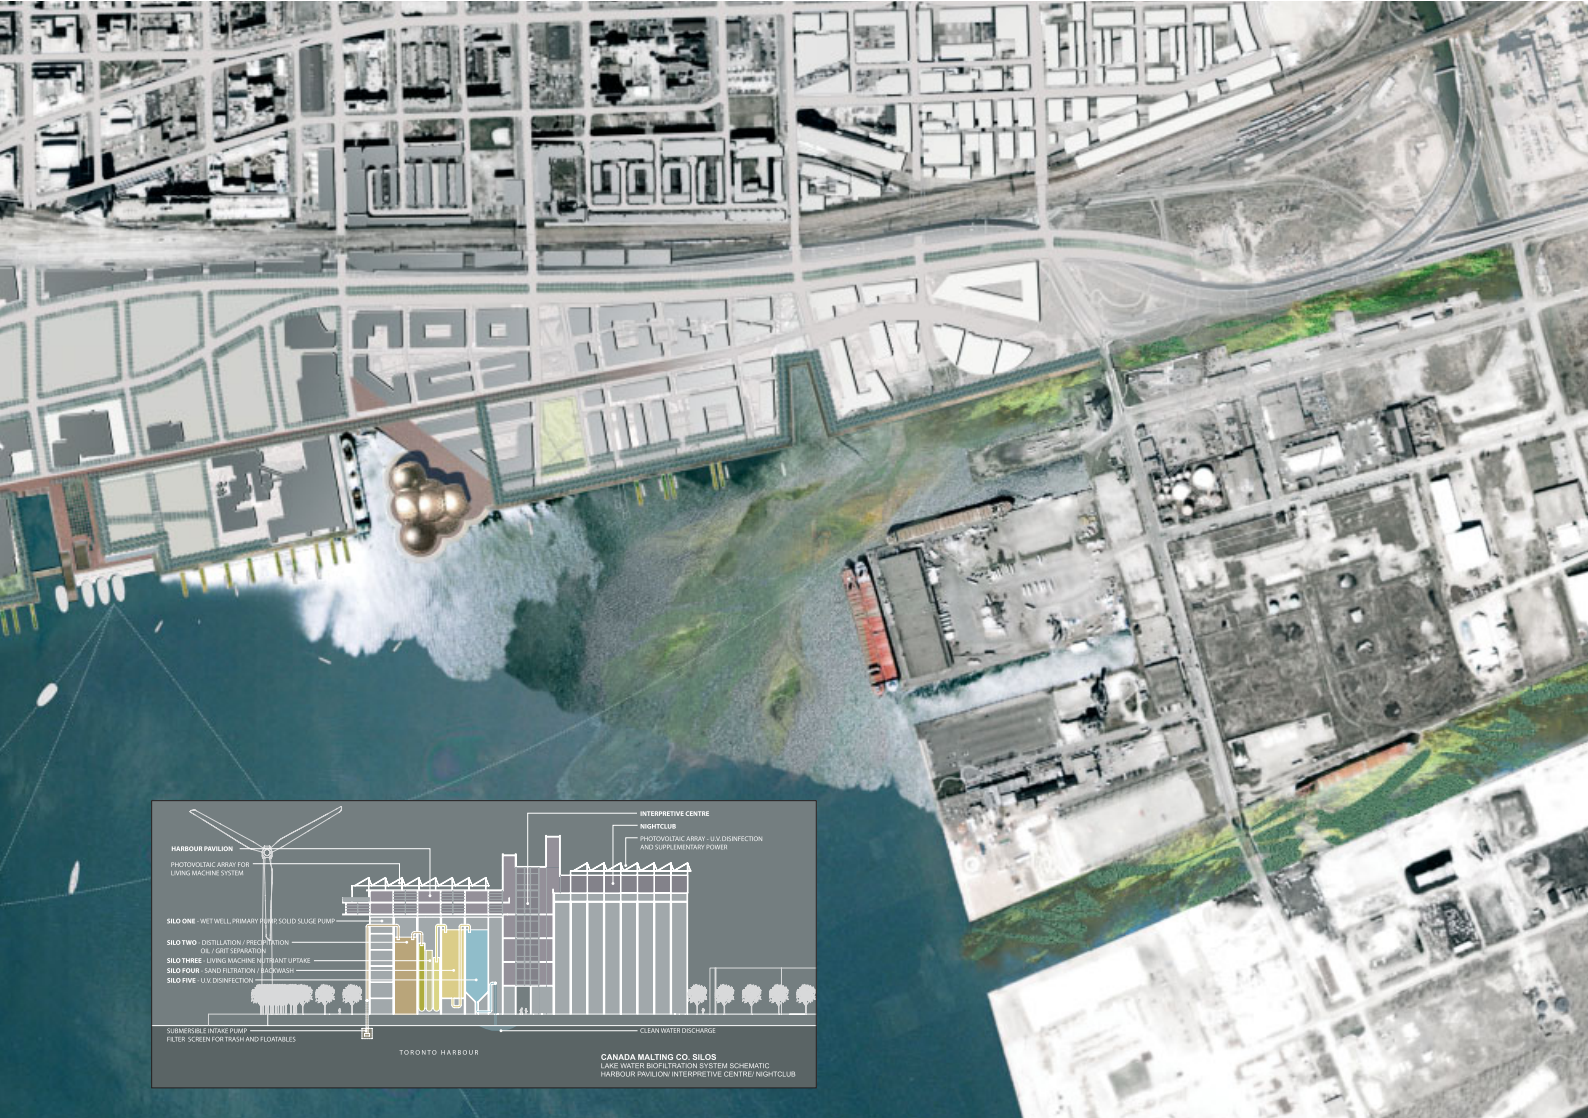 INTERPRETIVE CENTRE
NIGHTCLUB
PHOTOVOLTAIC ARRAY - U.V. DISINFECTION
AND SUPPLEMENTARY POWER
HARBOUR PAVILION
PHOTOVOLTAIC ARRAY FOR
LIVING MACHINE SYSTEM
SILO ONE - WET WELL, PRIMARY PUMP, SOLID SLUGE PUMP
SILO TWO - DISTILLATION / PRECIPITATION
OIL / GRIT SEPARATION
SILO THREE - LIVING MACHINE NUTRIANT UPTAKE
SILO FOUR - SAND FILTRATION / BACKWASH
SILO FIVE - U.V. DISINFECTION
SUBMERSIBLE INTAKE PUMP
FILTER SCREEN FOR TRASH AND FLOATABLES
CLEAN WATER DISCHARGE
TORONTO HARBOUR
CANADA MALTING CO. SILOS
LAKE WATER BIOFILTRATION SYSTEM SCHEMATIC
HARBOUR PAVILION/ INTERPRETIVE CENTRE/ NIGHTCLUB